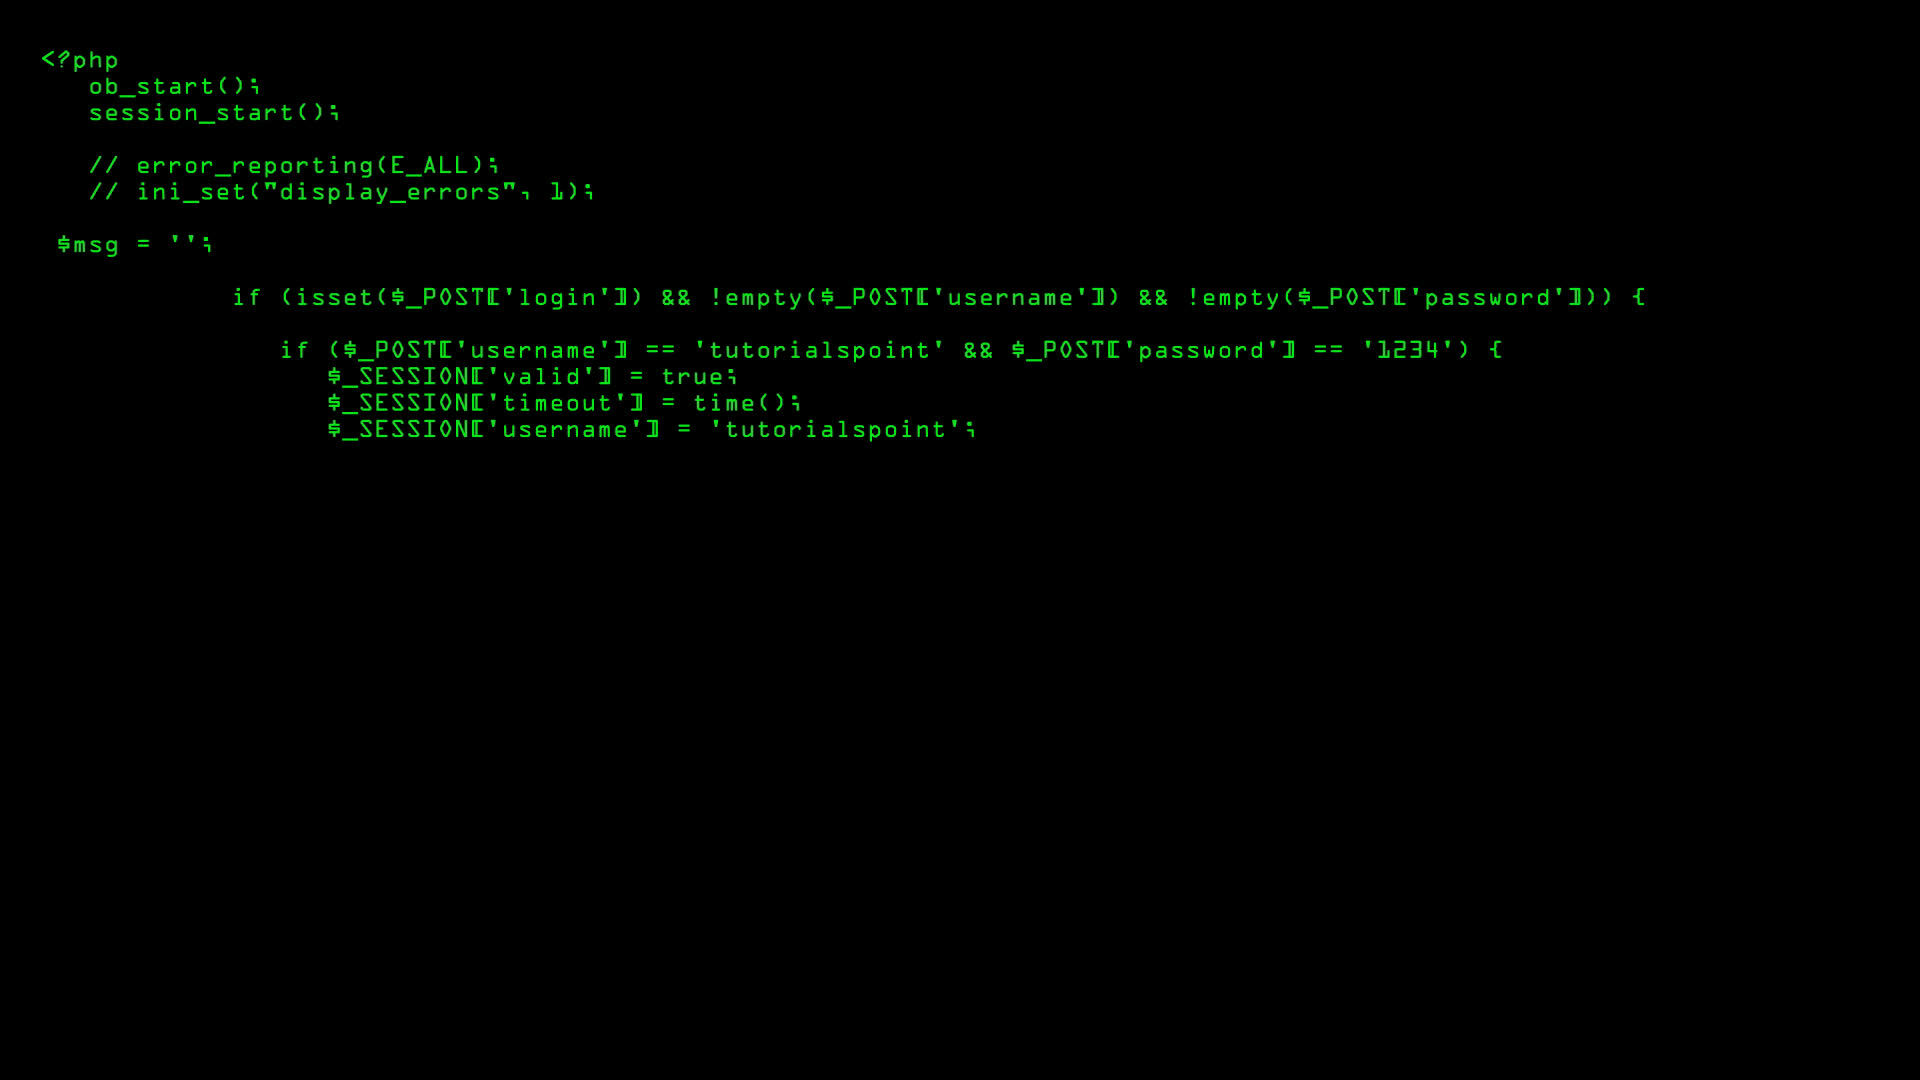 <?php
ob_start();
session_start();
// error_reporting(E_ALL);
// ini_set("display_errors", 1);
$msg = '';
if (isset($_POST['login']) && !empty($_POST['username']) && !empty($_POST['password'])) {
if ($_POST['username'] == 'tutorialspoint' && $_POST['password'] == '1234') {
$_SESSION['valid'] = true;
$_SESSION['timeout'] = time();
$_SESSION['username'] = 'tutorialspoint';